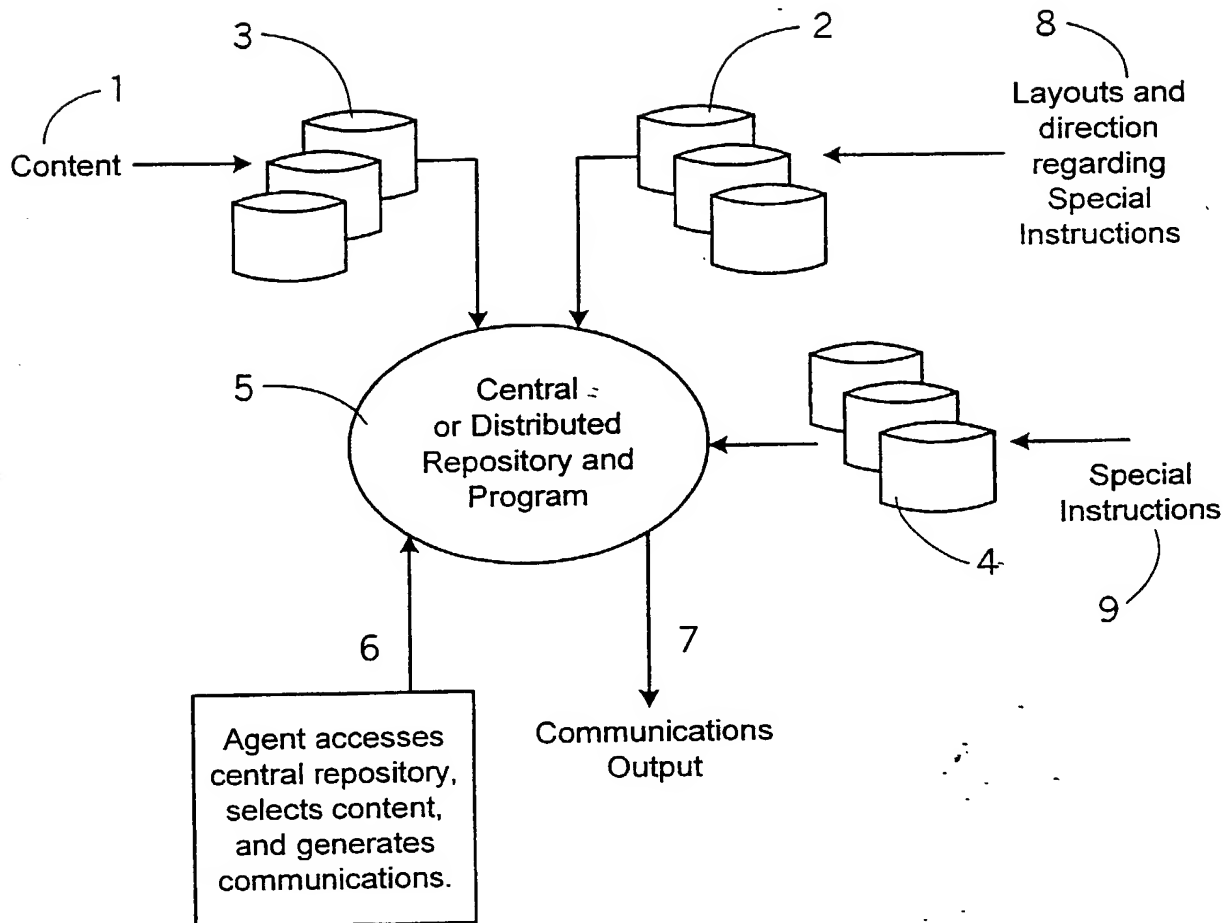 3
2
8
1
Content
Layouts and
direction
regarding
Special
Instructions
5
Central
or Distributed
Repository and
Program
Special
Instructions
4
9
6
7
Agent accesses
central repository,
selects content,
and generates
communications.
Communications
Output